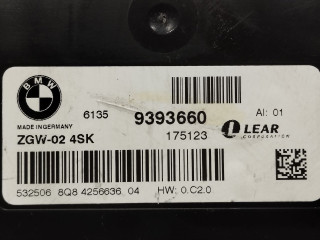 BMW
6135 9393660 AI: 01
MADE IN GERMANY
ZGW-02 4SK 175123 LEAR
CORPORATION
532506 8Q8 4256636 04 HW: 0.C2.0